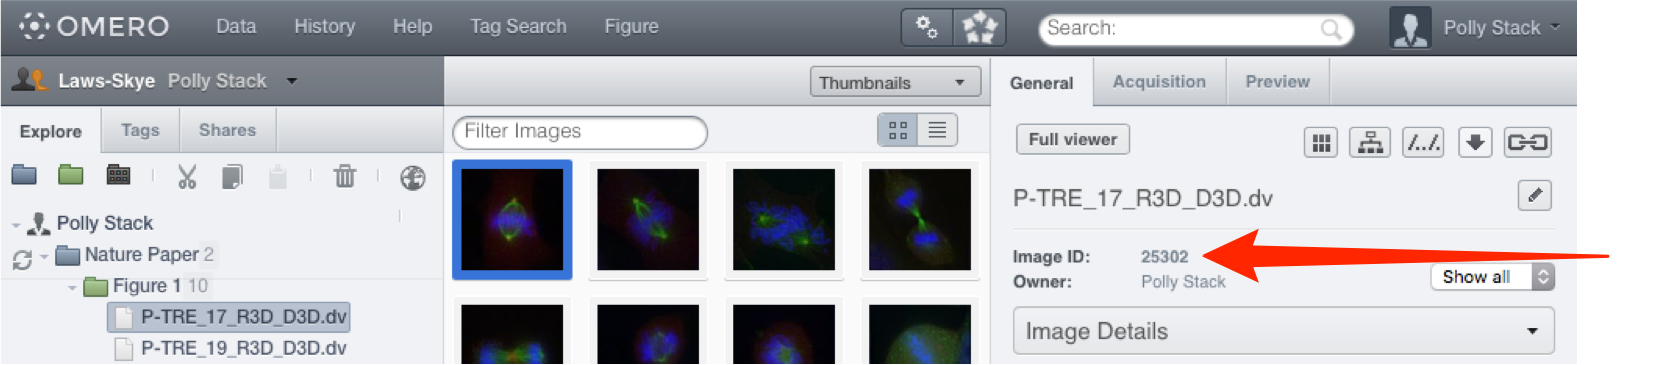 OMERO Data History Help Tag Search Figure Search: Polly Stack
Laws-Skye Polly Stack
Explore Tags Shares
Polly Stack
Nature Paper 2
Figure 1 10
P-TRE_17_R3D_D3D.dv
P-TRE_19_R3D_D3D.dv
Thumbnails
Filter Images
General Acquisition Preview
Full viewer
P-TRE_17_R3D_D3D.dv
Image ID: 25302
Owner: Polly Stack
Show all
Image Details